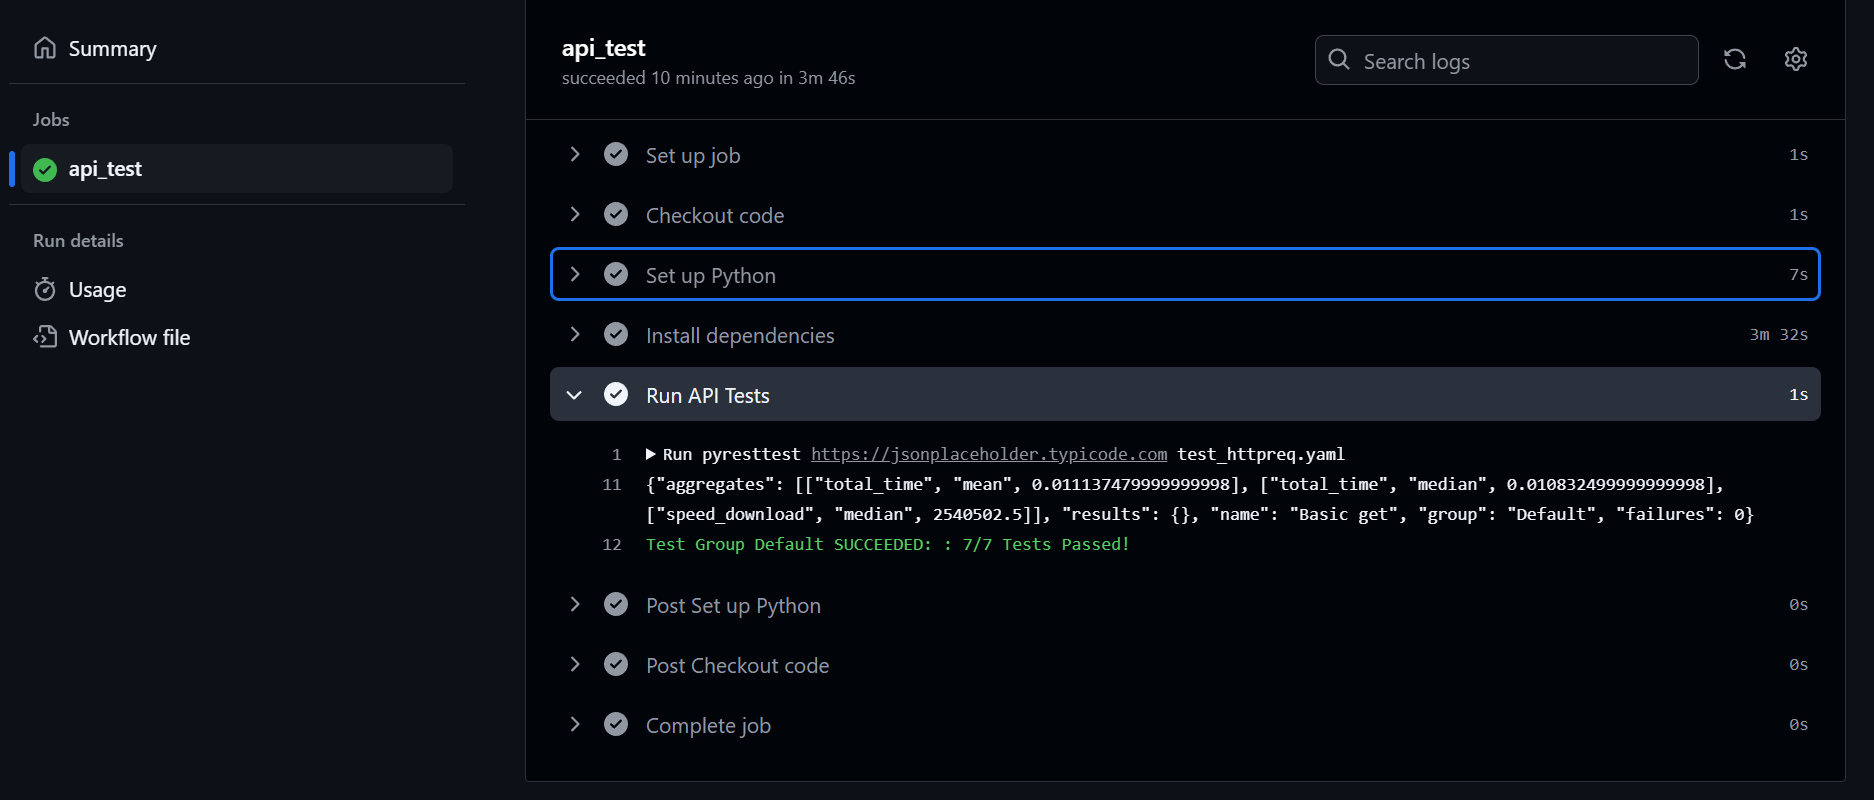 Summary
Jobs
api_test
Run details
Usage
Workflow file
api_test
succeeded 10 minutes ago in 3m 46s
Search logs
Set up job 1s
Checkout code 1s
Set up Python 7s
Install dependencies 3m 32s
Run API Tests 1s
1 Run pyresttest https://jsonplaceholder.typicode.com test_httpreq.yaml
11 {"aggregates": [["total_time", "mean", 0.011137479999999998], ["total_time", "median", 0.010832499999999998],
["speed_download", "median", 2540502.5]], "results": {}, "name": "Basic get", "group": "Default", "failures": 0}
12 Test Group Default SUCCEEDED: : 7/7 Tests Passed!
Post Set up Python 0s
Post Checkout code 0s
Complete job 0s